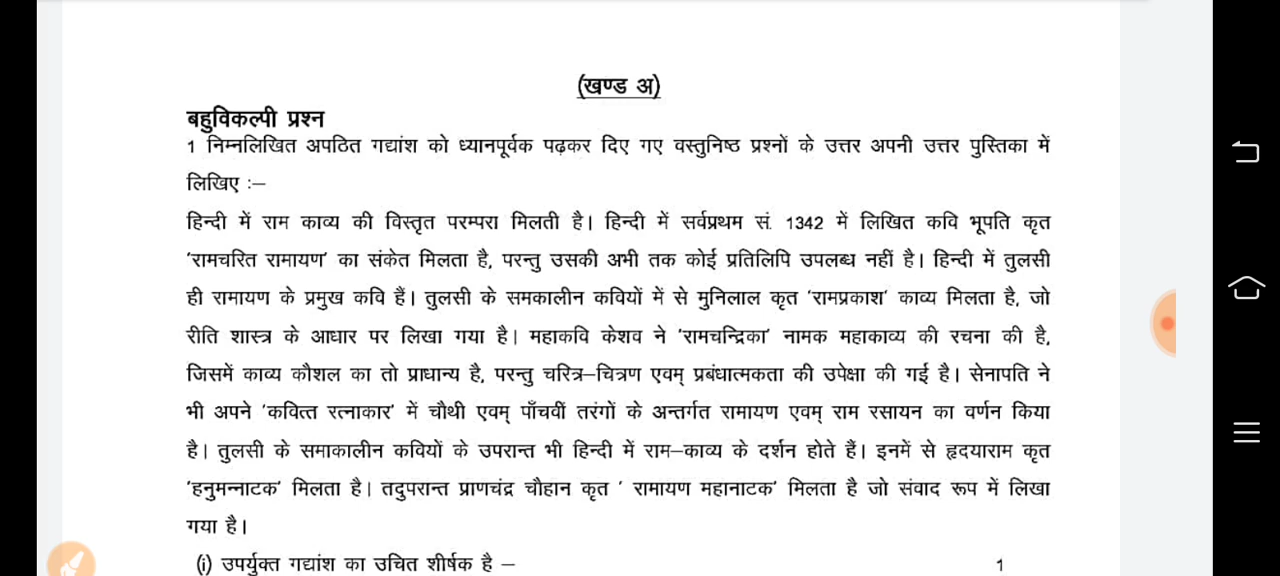 (खण्ड अ)
बहुविकल्पी प्रश्न
1 निम्नलिखित अपठित गद्यांश को ध्यानपूर्वक पढ़कर दिए गए वस्तुनिष्ठ प्रश्नों के उत्तर अपनी उत्तर पुस्तिका में
लिखिए :–
हिन्दी में राम काव्य की विस्तृत परम्परा मिलती है। हिन्दी में सर्वप्रथम सं. 1342 में लिखित कवि भूपति कृत
'रामचरित रामायण' का संकेत मिलता है, परन्तु उसकी अभी तक कोई प्रतिलिपि उपलब्ध नहीं है। हिन्दी में तुलसी
ही रामायण के प्रमुख कवि हैं। तुलसी के समकालीन कवियों में से मुनिलाल कृत 'रामप्रकाश' काव्य मिलता है, जो
रीति शास्त्र के आधार पर लिखा गया है। महाकवि केशव ने 'रामचन्द्रिका' नामक महाकाव्य की रचना की है,
जिसमें काव्य कौशल का तो प्राधान्य है, परन्तु चरित्र–चित्रण एवम् प्रबंधात्मकता की उपेक्षा की गई है। सेनापति ने
भी अपने 'कवित्त रत्नाकार' में चौथी एवम् पाँचवीं तरंगों के अन्तर्गत रामायण एवम् राम रसायन का वर्णन किया
है। तुलसी के समाकालीन कवियों के उपरान्त भी हिन्दी में राम–काव्य के दर्शन होते हैं। इनमें से हृदयाराम कृत
'हनुमन्नाटक' मिलता है। तदुपरान्त प्राणचंद्र चौहान कृत ' रामायण महानाटक' मिलता है जो संवाद रूप में लिखा
गया है।
(i) उपर्युक्त गद्यांश का उचित शीर्षक है – 1